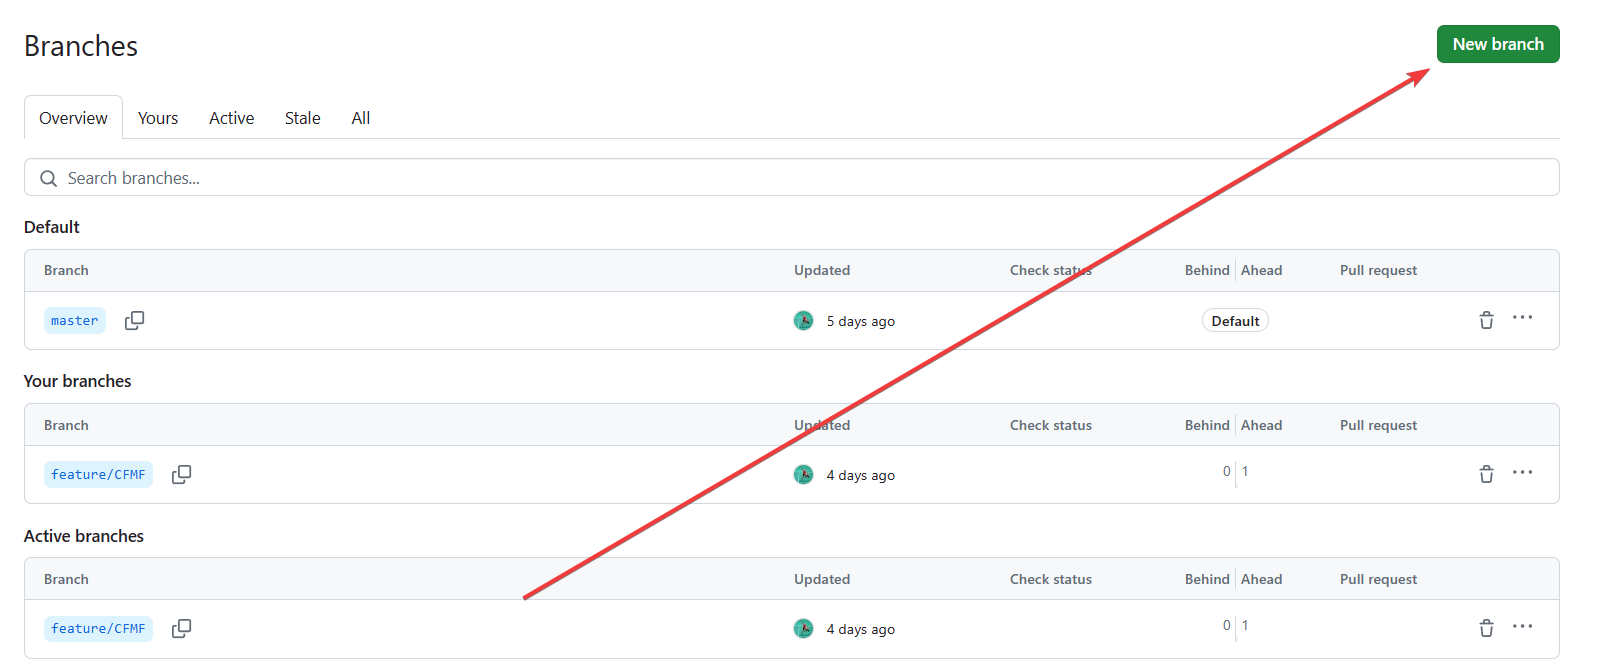 Branches
New branch
Overview Yours Active Stale All
Search branches...
Default
Branch Updated Check status Behind Ahead Pull request
master 5 days ago Default
Your branches
Branch Updated Check status Behind Ahead Pull request
feature/CFMF 4 days ago 0 1
Active branches
Branch Updated Check status Behind Ahead Pull request
feature/CFMF 4 days ago 0 1